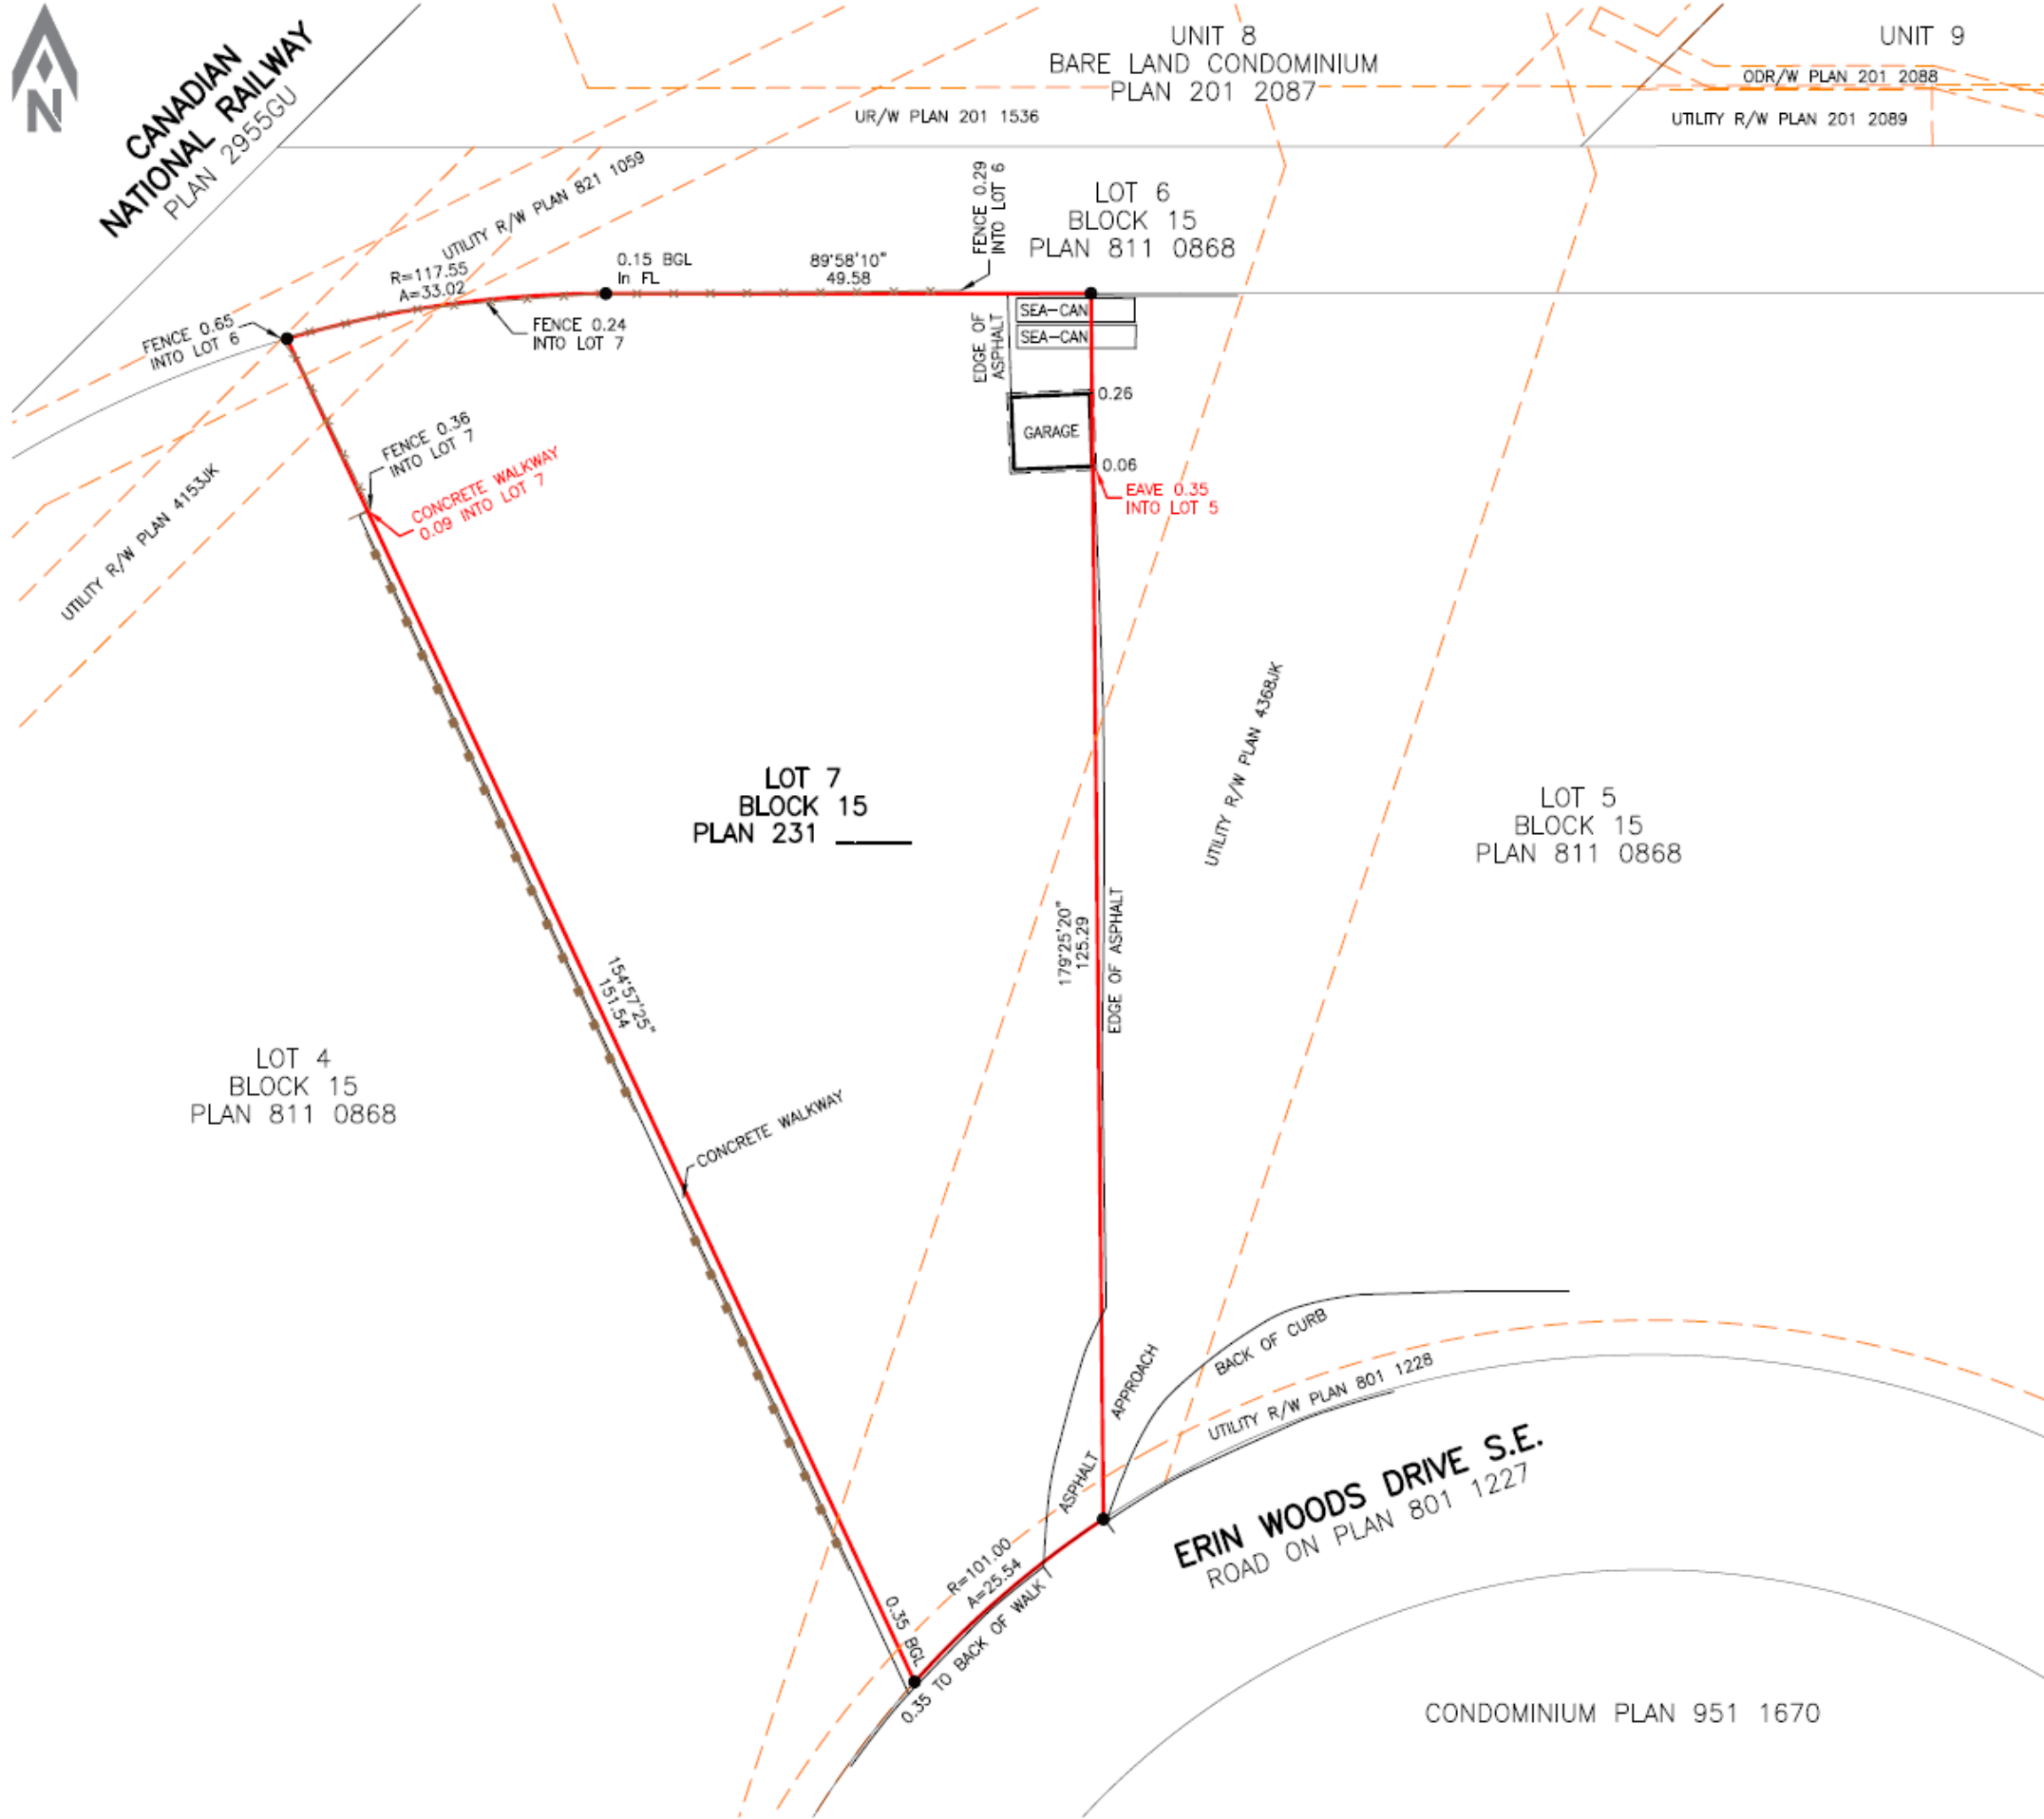 N
CANADIAN
NATIONAL RAILWAY
PLAN 2955GU
UNIT 8
BARE LAND CONDOMINIUM
PLAN 201 2087
UNIT 9
ODR/W PLAN 201 2088
UTILITY R/W PLAN 201 2089
UR/W PLAN 201 1536
UTILITY R/W PLAN 821 1059
FENCE 0.29
INTO LOT 6
LOT 6
BLOCK 15
PLAN 811 0868
R=117.55
A=33.02
0.15 BGL
In FL
89°58'10"
49.58
FENCE 0.65
INTO LOT 6
FENCE 0.24
INTO LOT 7
EDGE OF
ASPHALT
SEA-CAN
SEA-CAN
0.26
GARAGE
0.06
EAVE 0.35
INTO LOT 5
FENCE 0.36
INTO LOT 7
CONCRETE WALKWAY
0.09 INTO LOT 7
UTILITY R/W PLAN 4153JK
UTILITY R/W PLAN 4368JK
LOT 7
BLOCK 15
PLAN 231 ______
LOT 5
BLOCK 15
PLAN 811 0868
179°25'20"
125.29
EDGE OF ASPHALT
154°57'25"
151.54
LOT 4
BLOCK 15
PLAN 811 0868
CONCRETE WALKWAY
BACK OF CURB
ASPHALT APPROACH
UTILITY R/W PLAN 801 1228
ERIN WOODS DRIVE S.E.
ROAD ON PLAN 801 1227
R=101.00
A=25.54
0.35 BGL
0.35 TO BACK OF WALK
CONDOMINIUM PLAN 951 1670